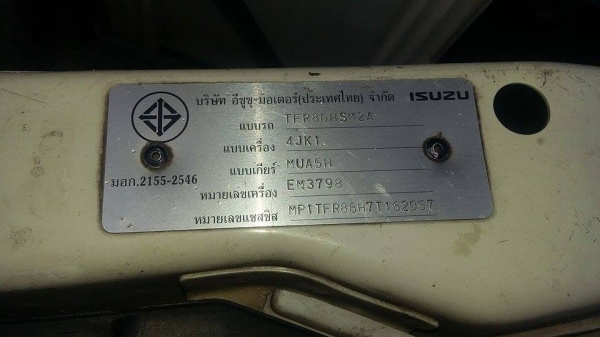 บริษัท อีซูซุมอเตอร์(ประเทศไทย) จำกัด ISUZU
แบบรถ TFR86HSM2A
แบบเครื่อง 4JK1
แบบเกียร์ MUA5H
มอก.2155-2546
หมายเลขเครื่อง EM3798
หมายเลขแชสซิส